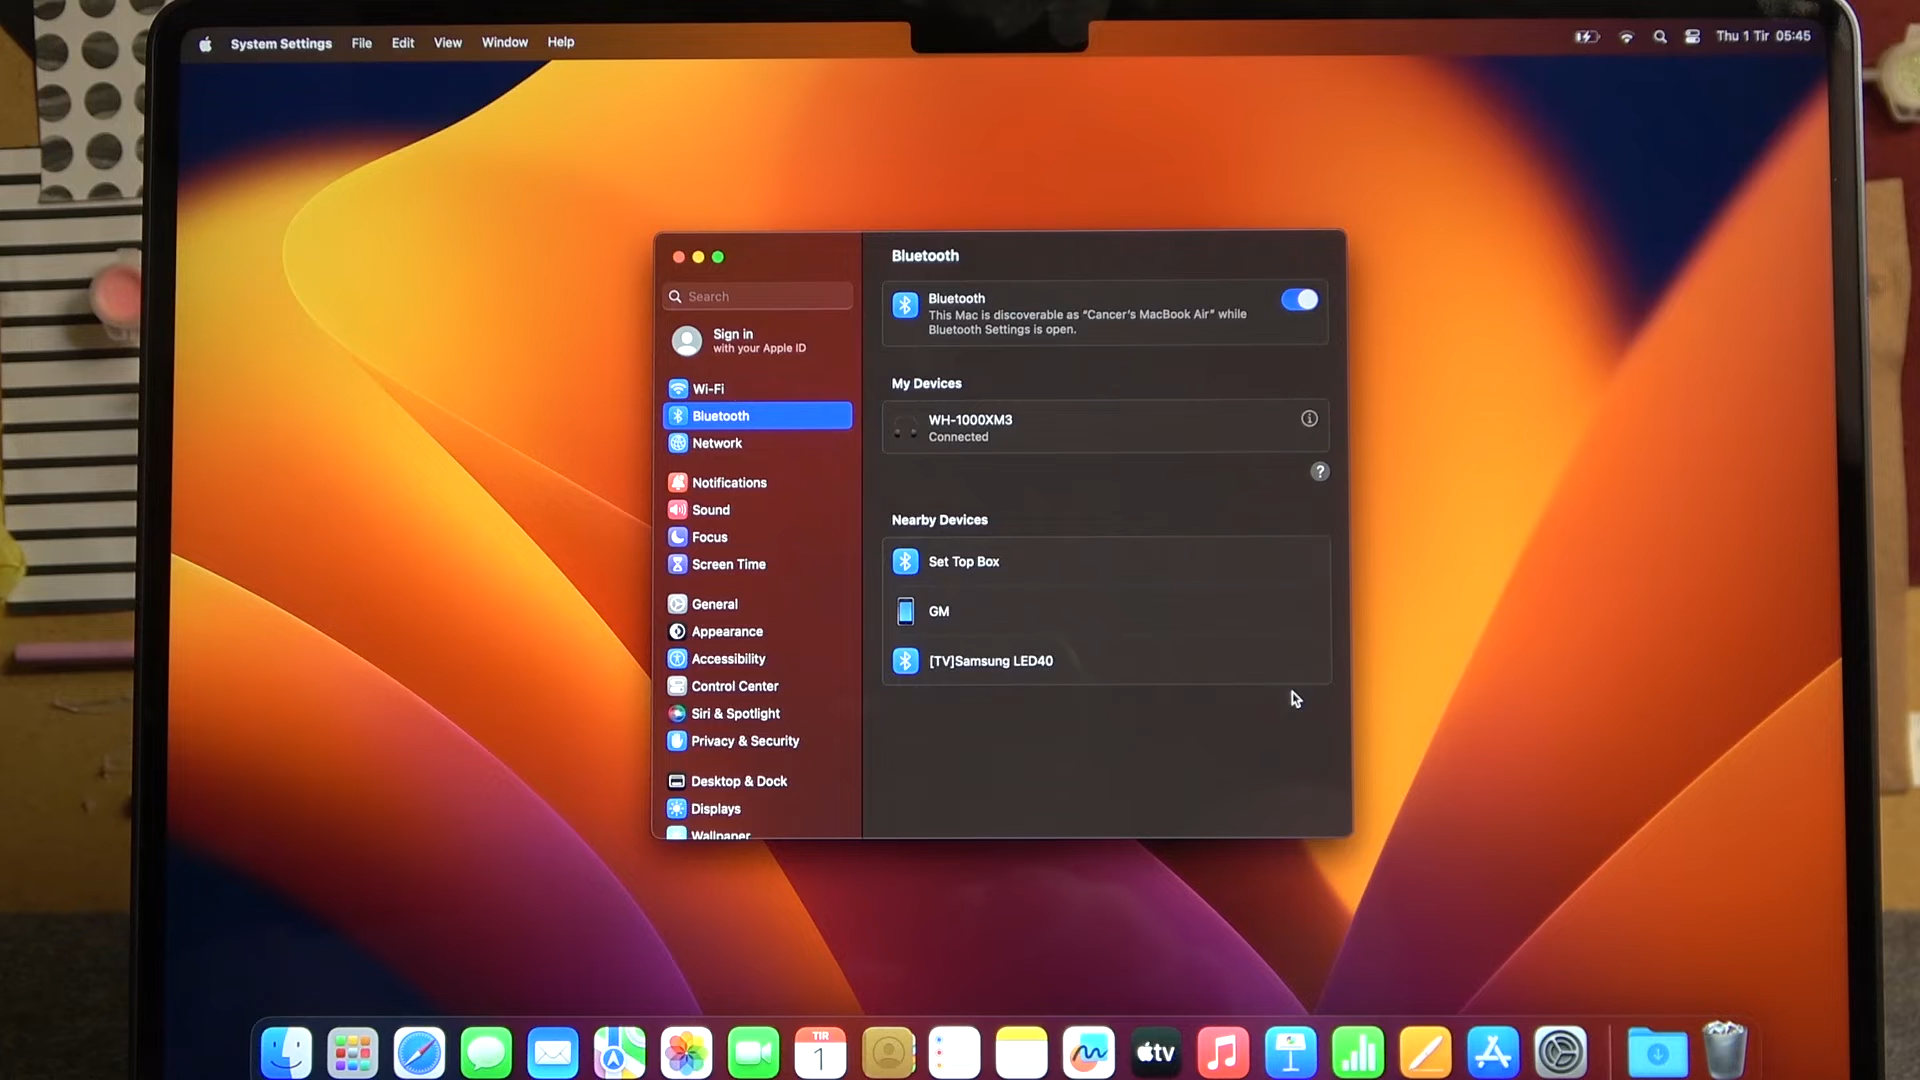 System Settings File Edit View Window Help
Thu 1 Tir 05:45
Bluetooth
Search
Bluetooth
This Mac is discoverable as “Cancer’s MacBook Air” while
Bluetooth Settings is open.
Sign in
with your Apple ID
My Devices
Wi-Fi
Bluetooth
WH-1000XM3
Connected
Network
?
Notifications
Sound
Focus
Screen Time
Nearby Devices
Set Top Box
GM
[TV]Samsung LED40
General
Appearance
Accessibility
Control Center
Siri & Spotlight
Privacy & Security
Desktop & Dock
Displays
Wallpaper
TIR
1
tv